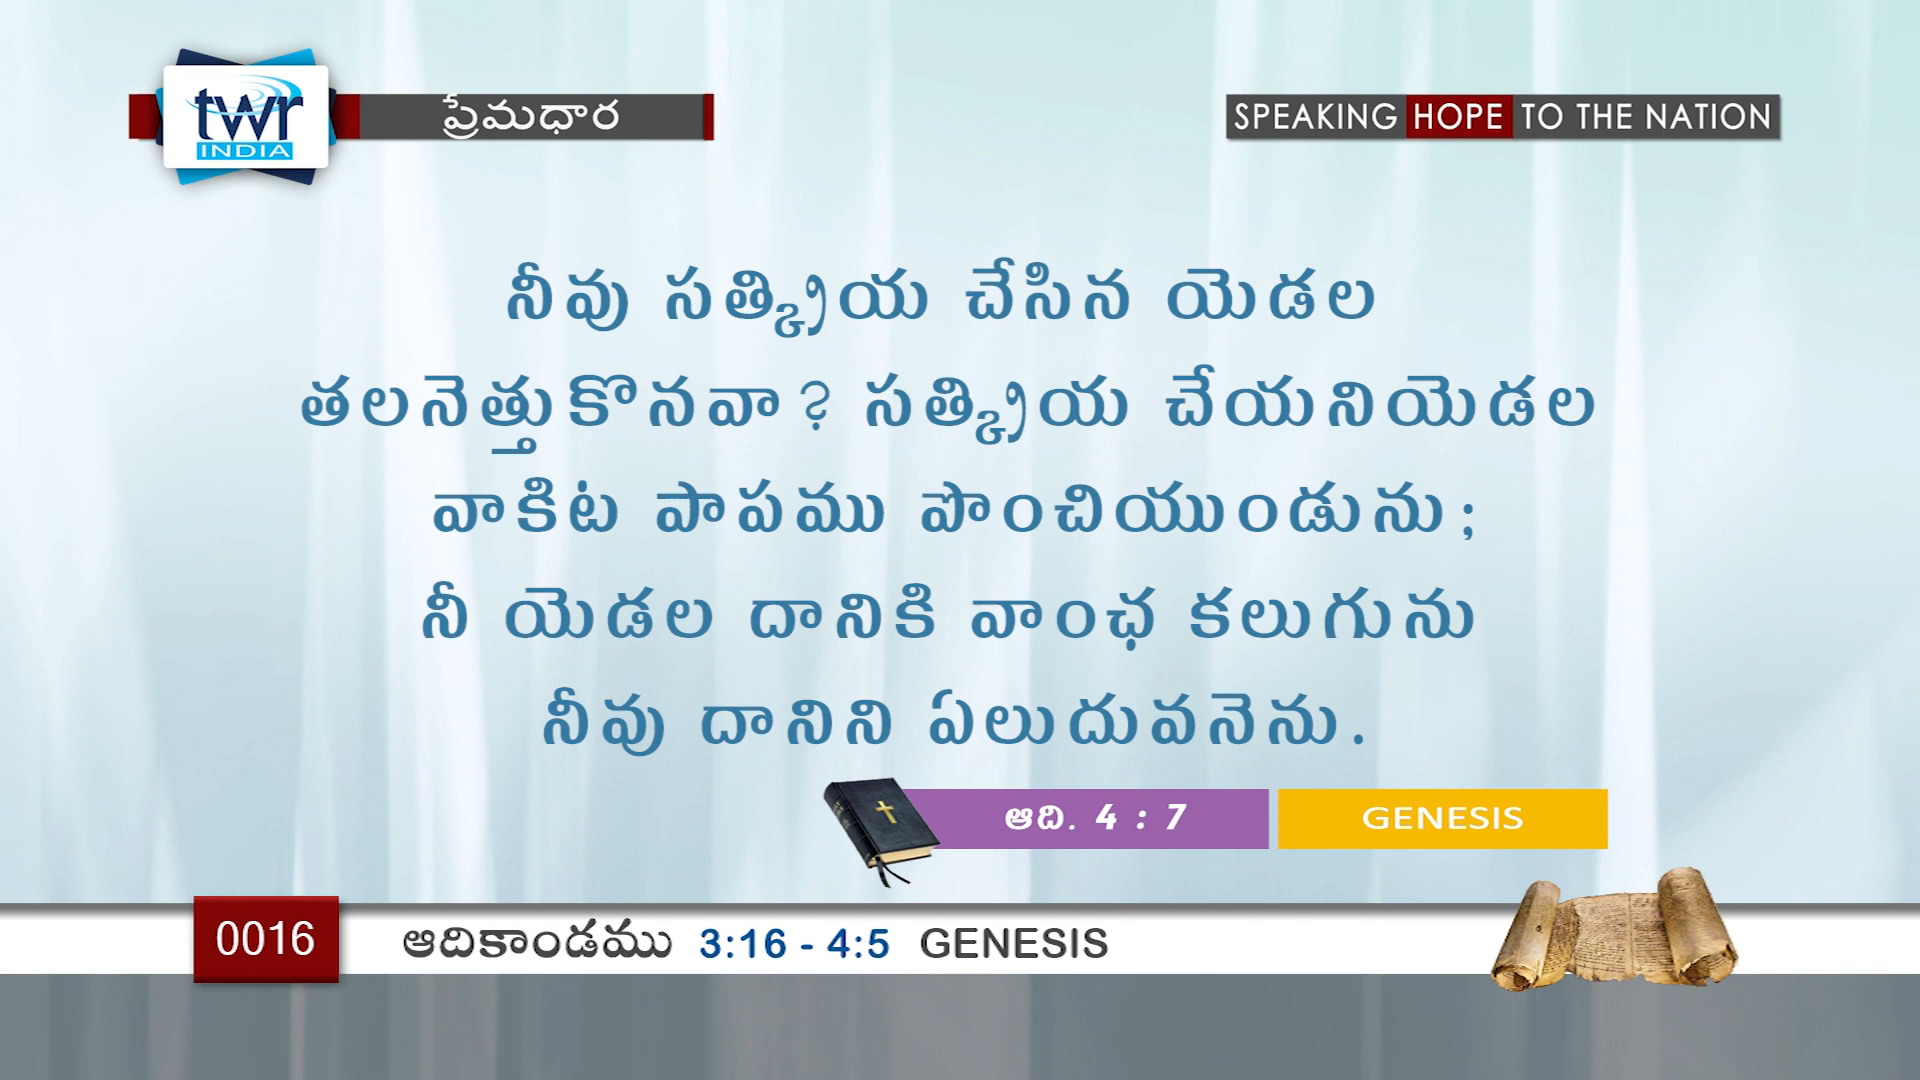 twr
INDIA
ప్రేమధార
SPEAKING HOPE TO THE NATION
నీవు సత్క్రియ చేసిన యెడల
తలనెత్తుకొనవా? సత్క్రియ చేయనియెడల
వాకిట పాపము పొంచియుండును;
నీ యెడల దానికి వాంఛ కలుగును
నీవు దానిని ఏలుదువనెను.
ఆది. 4 : 7
GENESIS
0016
ఆదికాండము 3:16 - 4:5 GENESIS